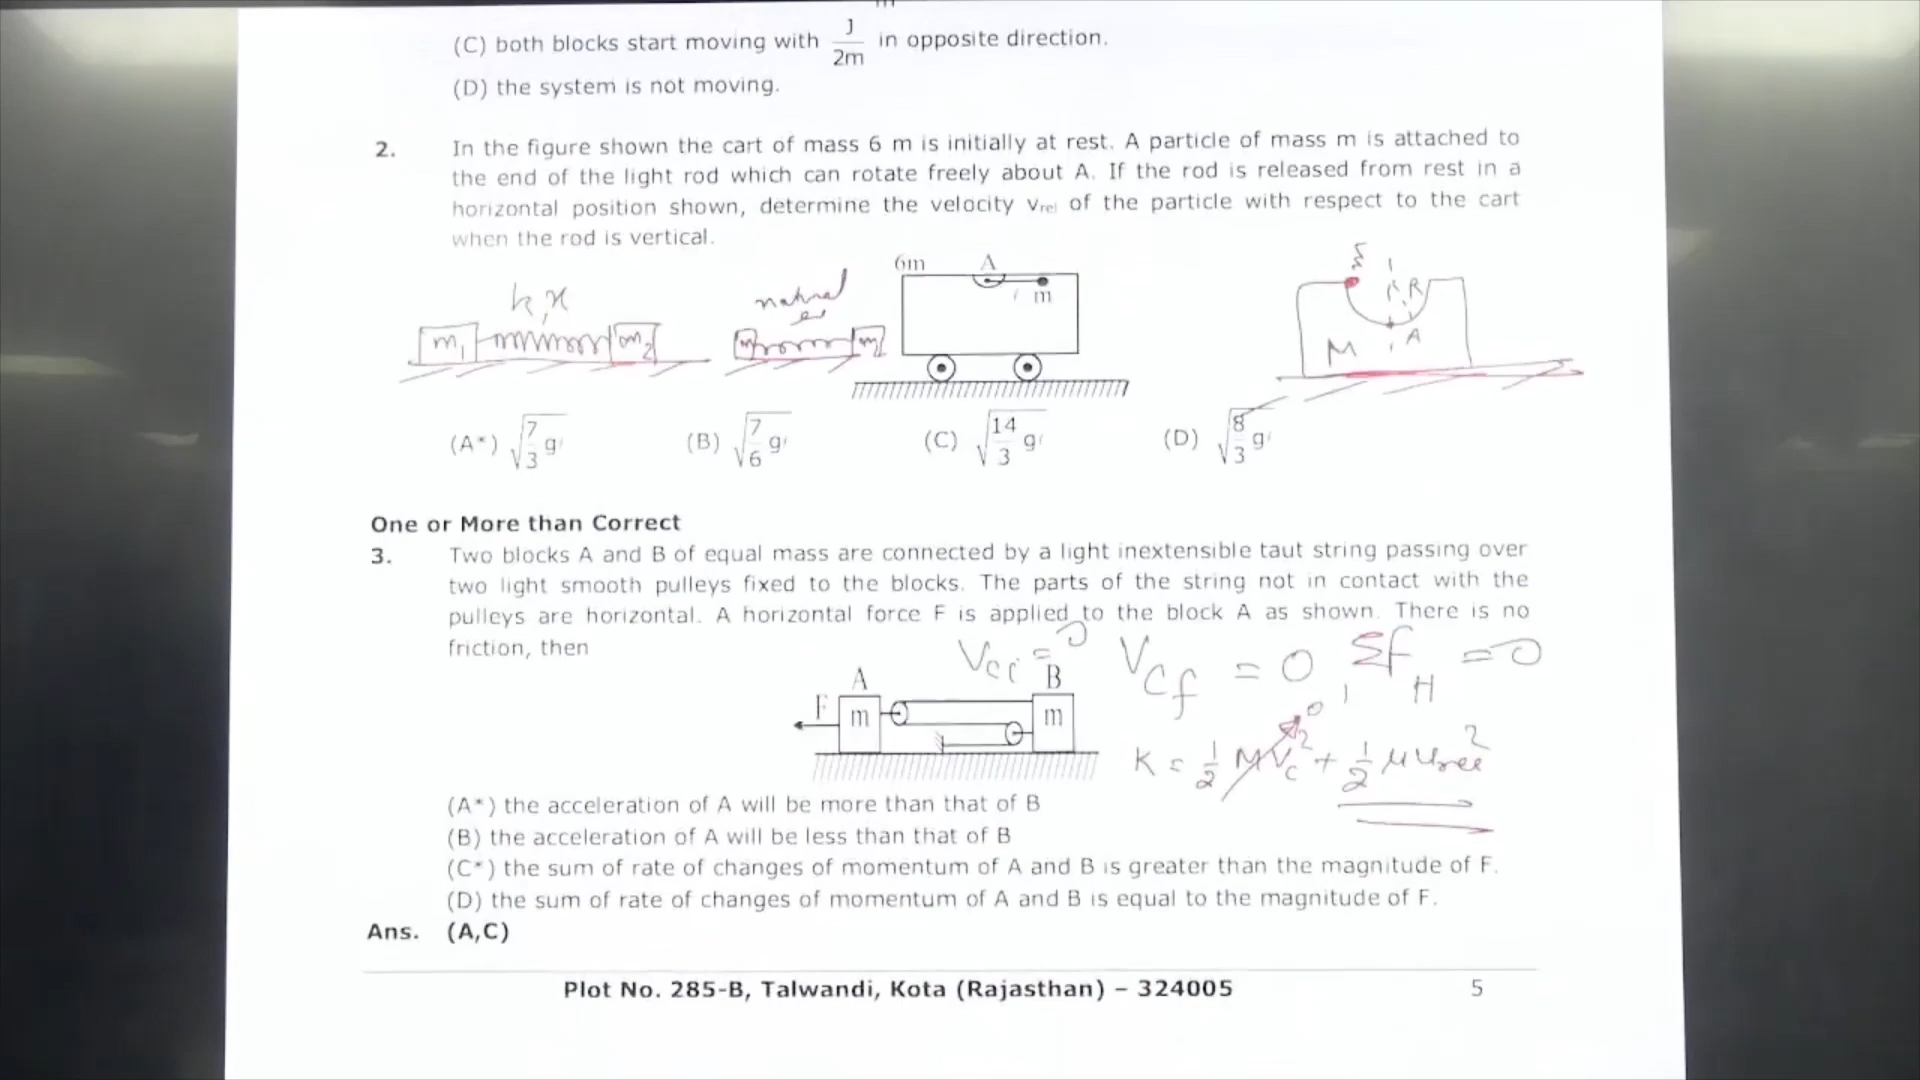 (C) both blocks start moving with J/2m in opposite direction.
(D) the system is not moving.
2. In the figure shown the cart of mass 6 m is initially at rest. A particle of mass m is attached to
the end of the light rod which can rotate freely about A. If the rod is released from rest in a
horizontal position shown, determine the velocity vrel of the particle with respect to the cart
when the rod is vertical.
k, x
m1 m2
natural
m m
6m A
m
R
A
M
(A*) √(7/3 gl) (B) √(7/6 gl) (C) √(14/3 gl) (D) √(8/3 gl)
One or More than Correct
3. Two blocks A and B of equal mass are connected by a light inextensible taut string passing over
two light smooth pulleys fixed to the blocks. The parts of the string not in contact with the
pulleys are horizontal. A horizontal force F is applied to the block A as shown. There is no
friction, then
Vci = 0 Vcf = 0, ΣfH = 0
A B
F m m
K = 1/2 MVc² + 1/2 μ Urel²
0
(A*) the acceleration of A will be more than that of B
(B) the acceleration of A will be less than that of B
(C*) the sum of rate of changes of momentum of A and B is greater than the magnitude of F.
(D) the sum of rate of changes of momentum of A and B is equal to the magnitude of F.
Ans. (A,C)
Plot No. 285-B, Talwandi, Kota (Rajasthan) – 324005 5